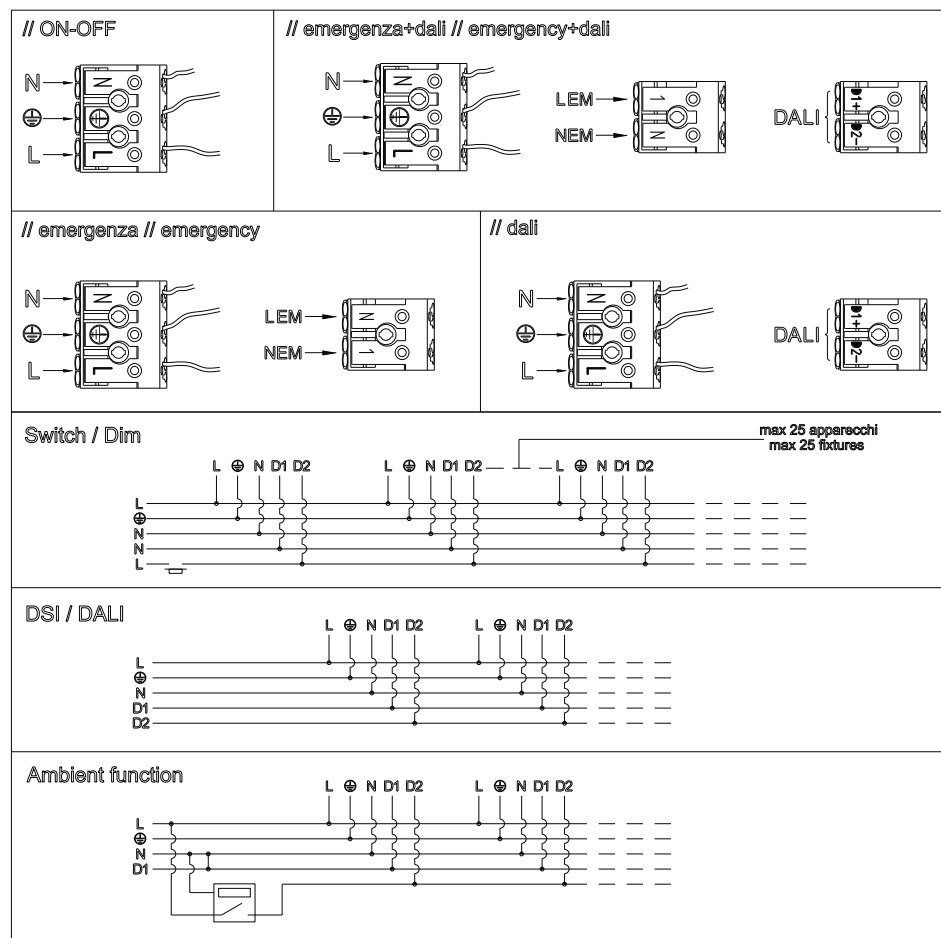 // ON-OFF
N
L
N
L
// emergenza+dali // emergency+dali
N
L
N
L
LEM
NEM
1
N
DALI
D1+
D2-
// emergenza // emergency
N
L
N
L
LEM
NEM
N
1
// dali
N
L
N
L
DALI
D1+
D2-
Switch / Dim
max 25 apparecchi
max 25 fixtures
L N D1 D2 L N D1 D2 L N D1 D2
L
N
N
L
DSI / DALI
L N D1 D2 L N D1 D2
L
N
D1
D2
Ambient function
L N D1 D2 L N D1 D2
L
N
D1